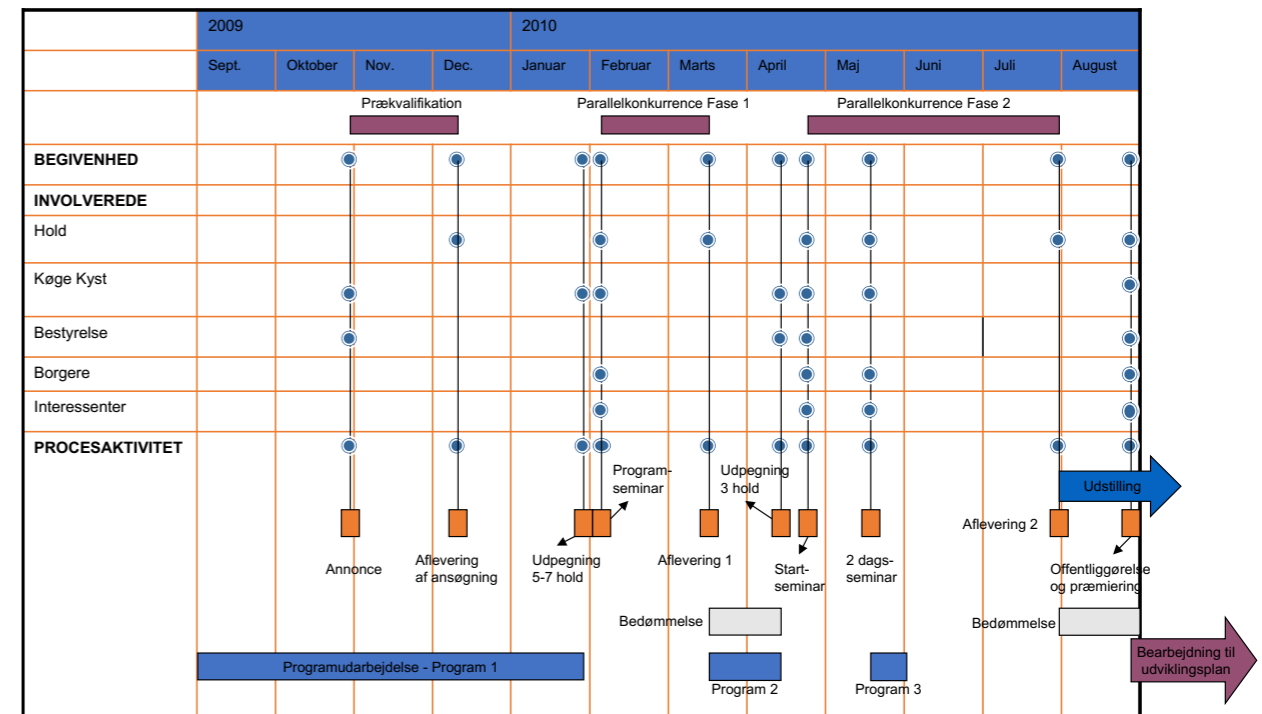 2009
2010
Sept.
Oktober
Nov.
Dec.
Januar
Februar
Marts
April
Maj
Juni
Juli
August
Prækvalifikation
Parallelkonkurrence Fase 1
Parallelkonkurrence Fase 2
BEGIVENHED
INVOLVEREDE
Hold
Køge Kyst
Bestyrelse
Borgere
Interessenter
PROCESAKTIVITET
Program-
seminar
Udpegning
3 hold
Udstilling
Aflevering 2
Annonce
Aflevering
af ansøgning
Udpegning
5-7 hold
Aflevering 1
Start-
seminar
2 dags-
seminar
Offentliggørelse
og præmiering
Bedømmelse
Bedømmelse
Programudarbejdelse - Program 1
Program 2
Program 3
Bearbejdning til
udviklingsplan